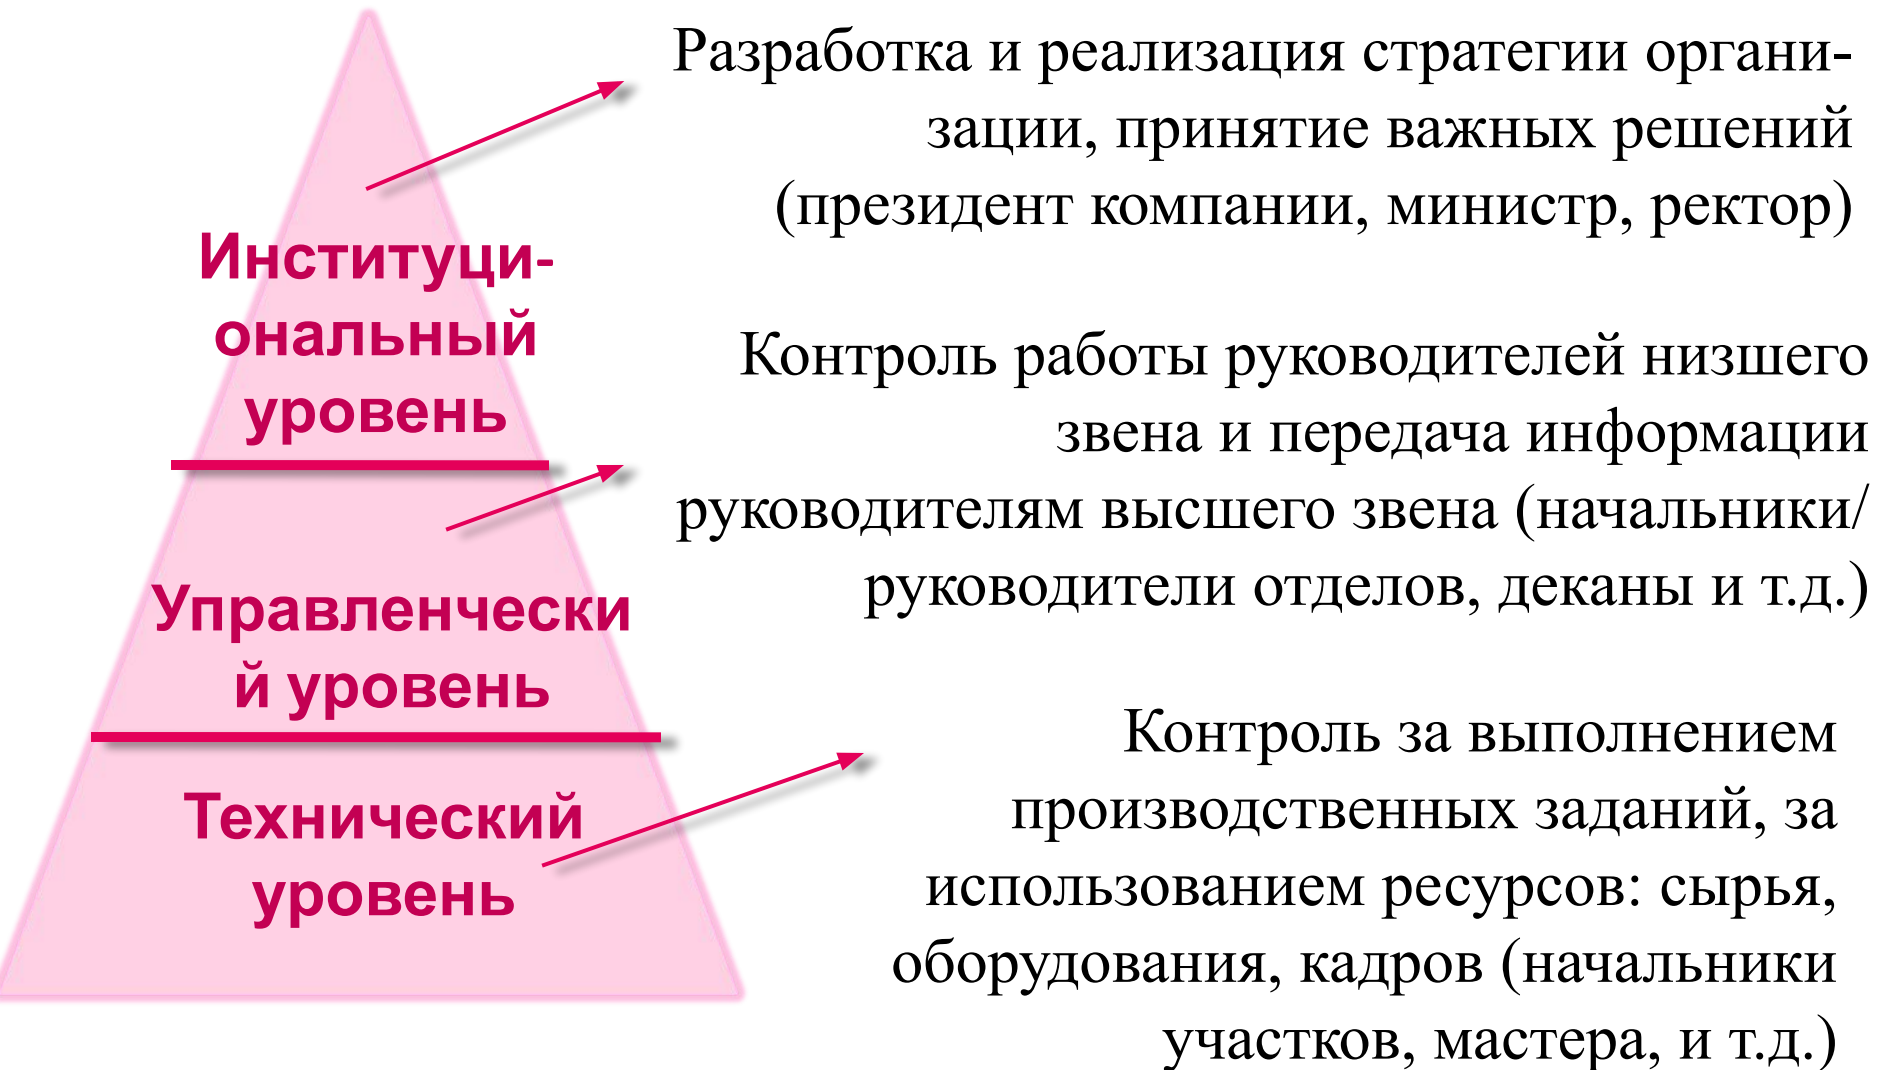 Институци-
ональный
уровень
Разработка и реализация стратегии органи-
зации, принятие важных решений
(президент компании, министр, ректор)
Управленчески
й уровень
Контроль работы руководителей низшего
звена и передача информации
руководителям высшего звена (начальники/
руководители отделов, деканы и т.д.)
Технический
уровень
Контроль за выполнением
производственных заданий, за
использованием ресурсов: сырья,
оборудования, кадров (начальники
участков, мастера, и т.д.)